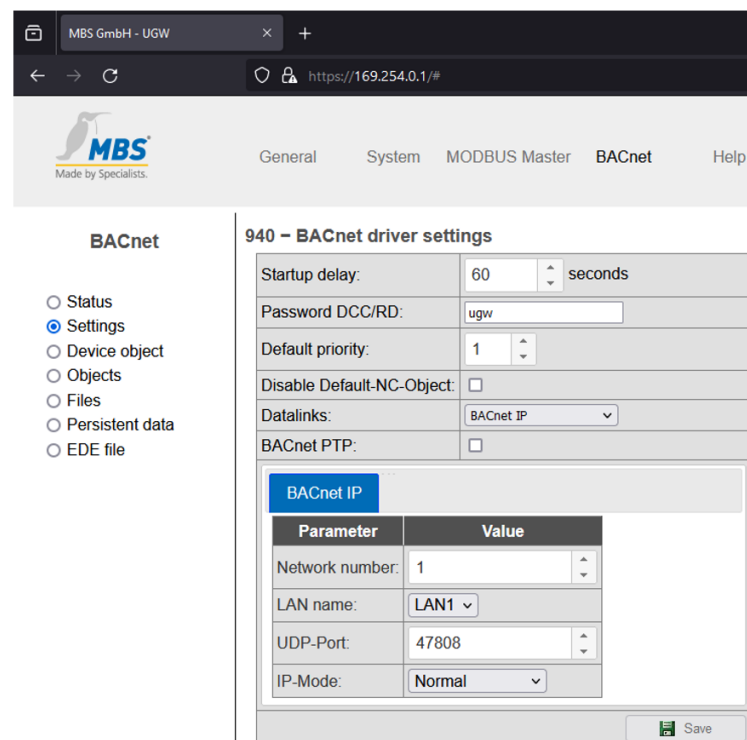 MBS GmbH - UGW
https://169.254.0.1/#
MBS
Made by Specialists.
General System MODBUS Master BACnet Help
BACnet
Status
Settings
Device object
Objects
Files
Persistent data
EDE file
940 − BACnet driver settings
Startup delay: 60 seconds
Password DCC/RD: ugw
Default priority: 1
Disable Default-NC-Object:
Datalinks: BACnet IP
BACnet PTP:
BACnet IP
Parameter Value
Network number: 1
LAN name: LAN1
UDP-Port: 47808
IP-Mode: Normal
Save